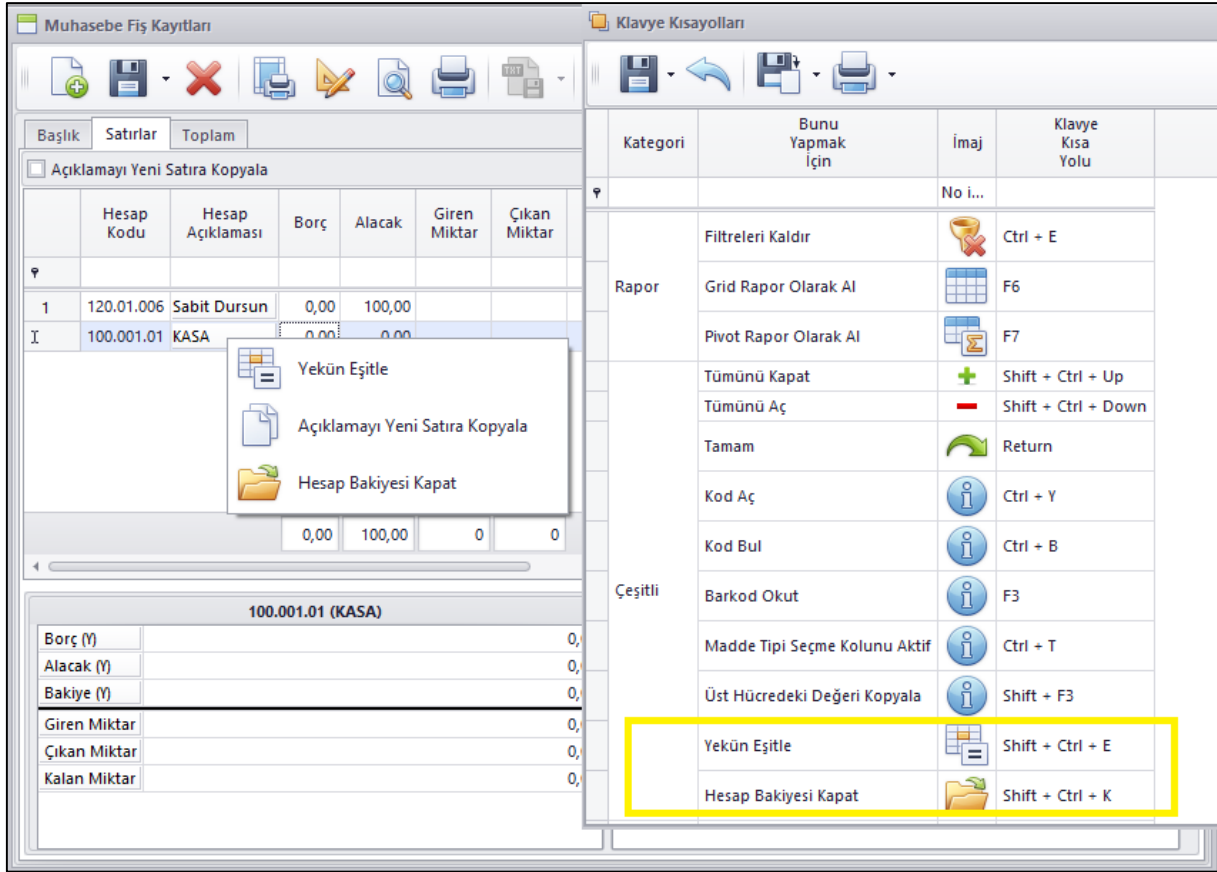 Muhasebe Fiş Kayıtları
TXT
Başlık Satırlar Toplam
Açıklamayı Yeni Satıra Kopyala
Hesap Kodu Hesap Açıklaması Borç Alacak Giren Miktar Çıkan Miktar
1 120.01.006 Sabit Dursun 0,00 100,00
100.001.01 KASA 0,00 0,00
Yekün Eşitle
Açıklamayı Yeni Satıra Kopyala
Hesap Bakiyesi Kapat
0,00 100,00 0 0
100.001.01 (KASA)
Borç (Y) 0,
Alacak (Y) 0,
Bakiye (Y) 0,
Giren Miktar 0,
Çıkan Miktar 0,
Kalan Miktar 0,
Klavye Kısayolları
Kategori Bunu Yapmak İçin İmaj Klavye Kısa Yolu
No i...
Filtreleri Kaldır Ctrl + E
Rapor Grid Rapor Olarak Al F6
Pivot Rapor Olarak Al F7
Tümünü Kapat Shift + Ctrl + Up
Tümünü Aç Shift + Ctrl + Down
Tamam Return
Kod Aç Ctrl + Y
Kod Bul Ctrl + B
Çeşitli Barkod Okut F3
Madde Tipi Seçme Kolunu Aktif Ctrl + T
Üst Hücredeki Değeri Kopyala Shift + F3
Yekün Eşitle Shift + Ctrl + E
Hesap Bakiyesi Kapat Shift + Ctrl + K